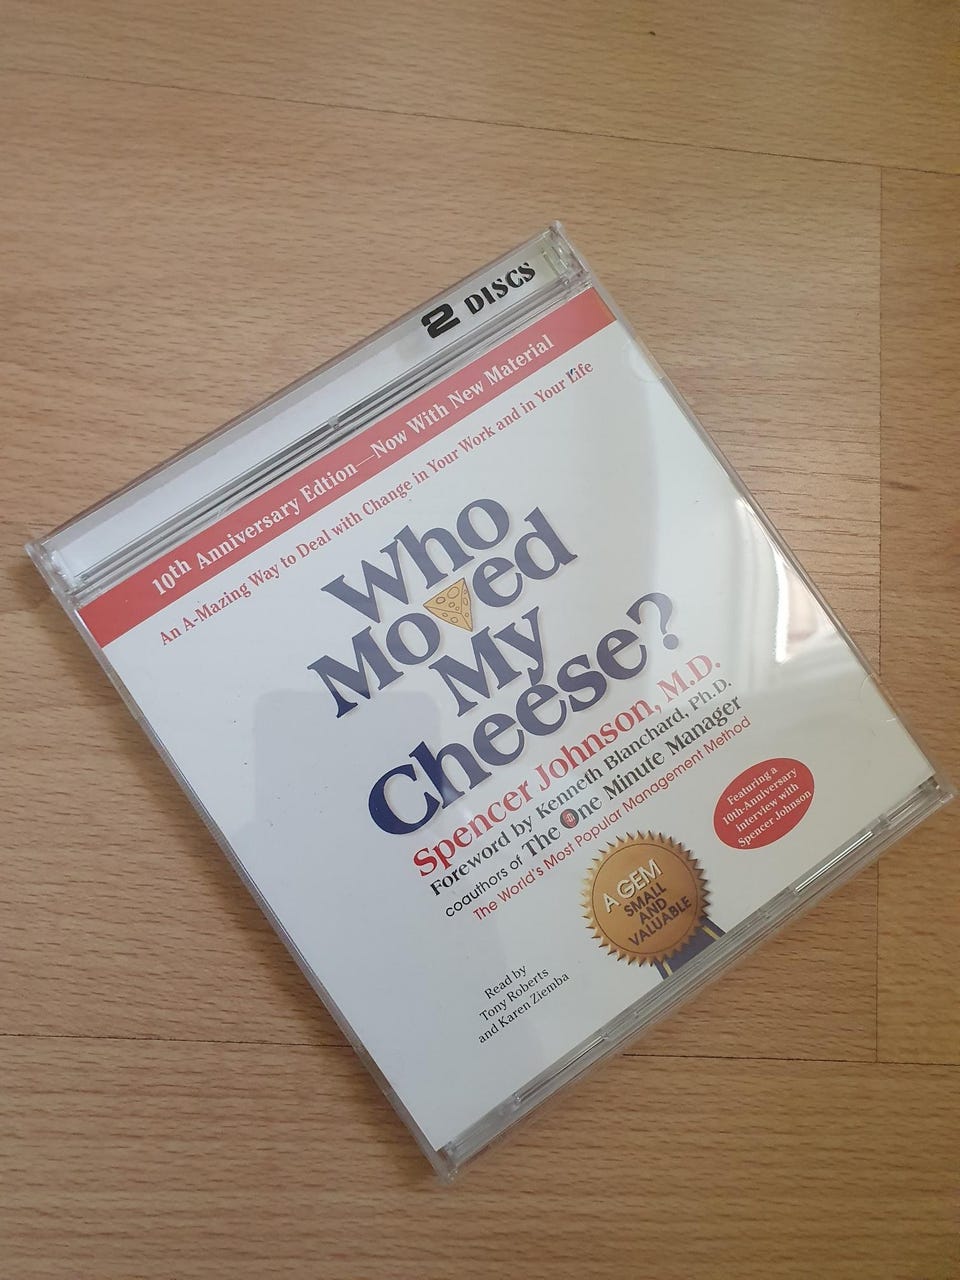 2 DISCS
10th Anniversary Edtion—Now With New Material
An A-Mazing Way to Deal with Change in Your Work and in Your Life
Who
Moved
My
Cheese?
Spencer Johnson, M.D.
Foreword by Kenneth Blanchard, Ph.D.
coauthors of The One Minute Manager
The World's Most Popular Management Method
Featuring a
10th-Anniversary
interview with
Spencer Johnson
A GEM
SMALL
AND
VALUABLE
Read by
Tony Roberts
and Karen Ziemba